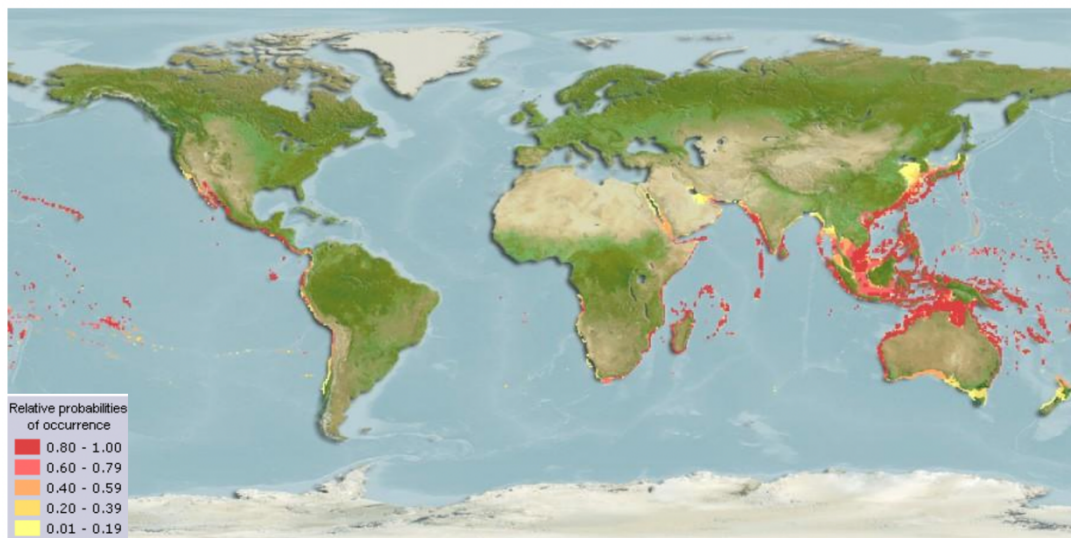 Relative probabilities
of occurrence
0.80 - 1.00
0.60 - 0.79
0.40 - 0.59
0.20 - 0.39
0.01 - 0.19